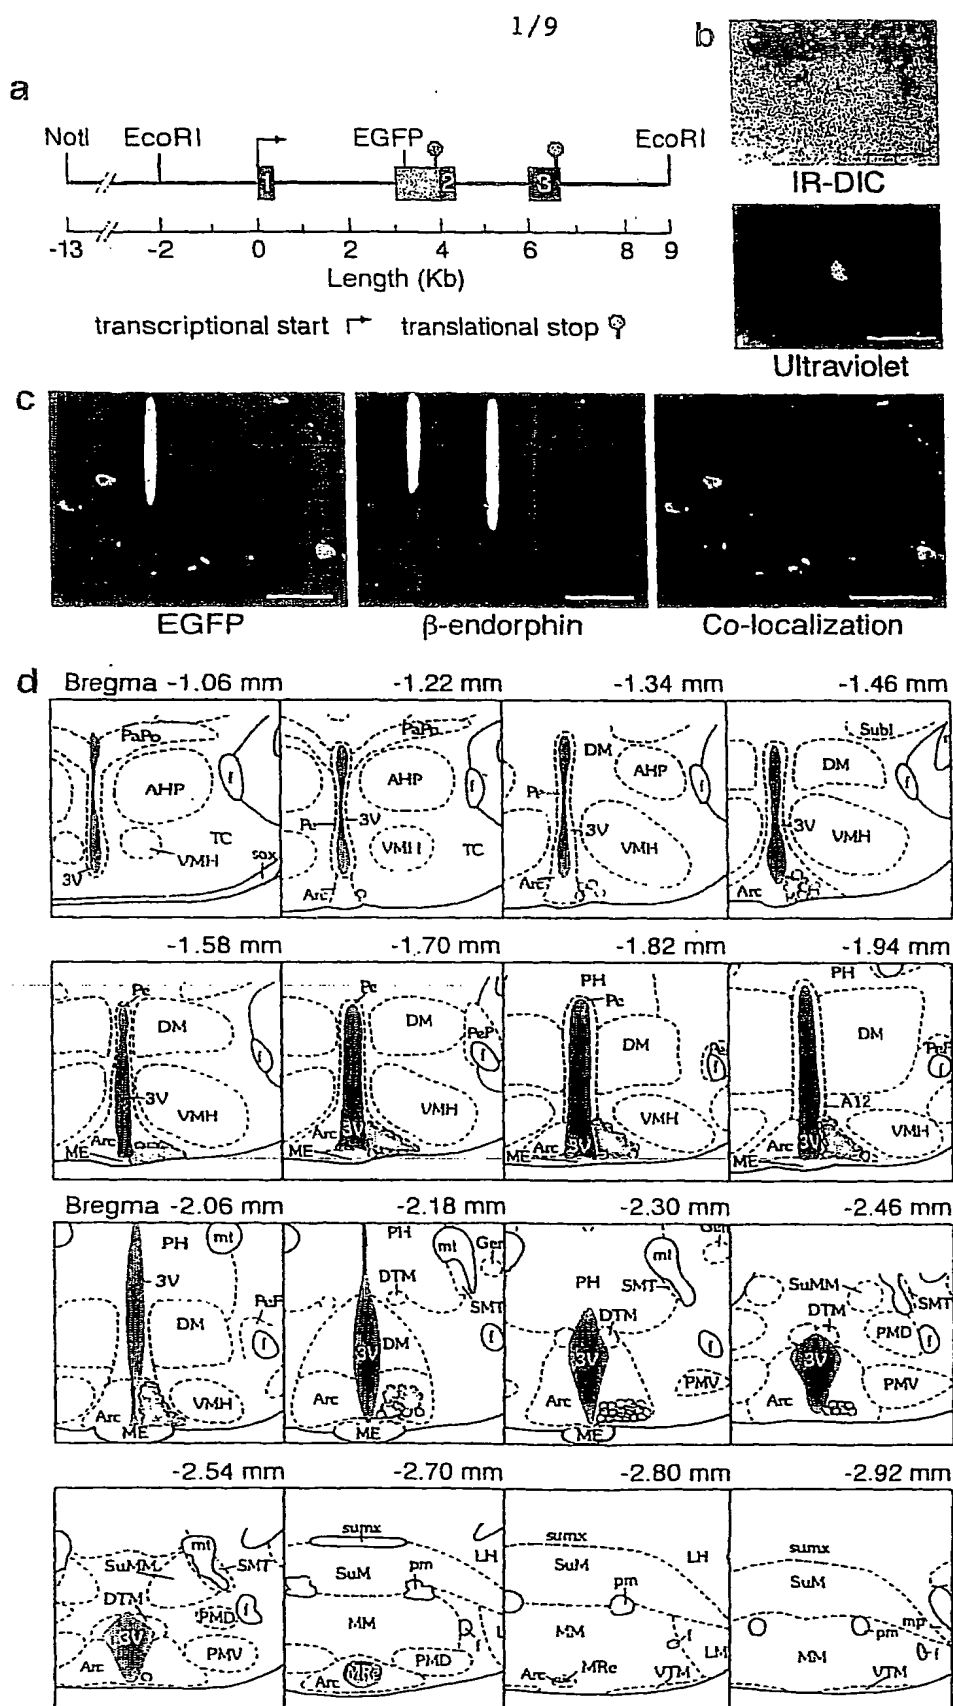 1/9
a
b
NotI EcoRI EGFP EcoRI
1 2 3
-13 -2 0 2 4 6 8 9
Length (Kb)
transcriptional start translational stop
IR-DIC
Ultraviolet
c
EGFP β-endorphin Co-localization
d
Bregma -1.06 mm -1.22 mm -1.34 mm -1.46 mm
PaPo AHP f TC VMH 3V sox
PaPo AHP f Pe 3V VMH TC Arc
DM AHP f Pe 3V VMH Arc
SubI DM f 3V VMH Arc
-1.58 mm -1.70 mm -1.82 mm -1.94 mm
Pe DM f 3V VMH Arc ME
Pe DM PeF f VMH Arc 3V ME
PH Pe DM f VMH Arc 3V ME
PH DM PeF f A12 Arc 3V VMH ME
Bregma -2.06 mm -2.18 mm -2.30 mm -2.46 mm
PH mt 3V DM PeF f Arc VMH ME
PH mt Gem DTM SMT 3V DM f Arc ME
mt Gem PH SMT DTM 3V f Arc PMV ME
SuMM SMT DTM PMD f 3V PMV Arc
-2.54 mm -2.70 mm -2.80 mm -2.92 mm
mt SuMM SMT DTM PMD f 3V PMV Arc
sumx LH SuM pm MM f PMD Arc MRe
sumx SuM LH pm MM f LM Arc MRe VTM
sumx SuM pm mp f MM VTM